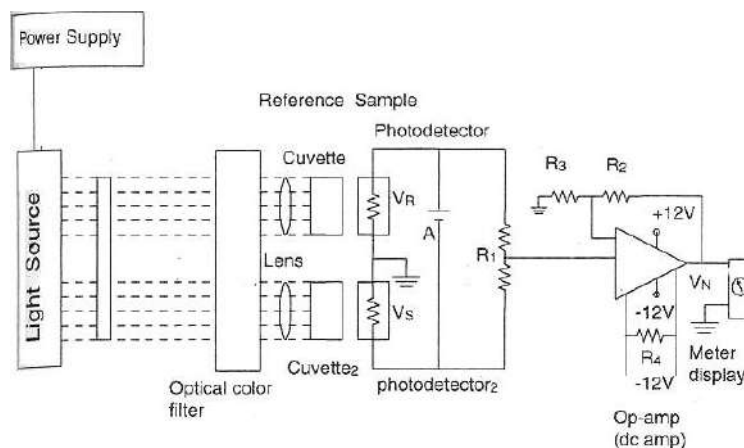 Power Supply
Reference Sample
Photodetector
Cuvette
R3
R2
VR
+12V
A
R1
Light Source
Lens
VN
VS
-12V
R4
Meter
display
Cuvette2
photodetector2
-12V
Optical color
filter
Op-amp
(dc amp)